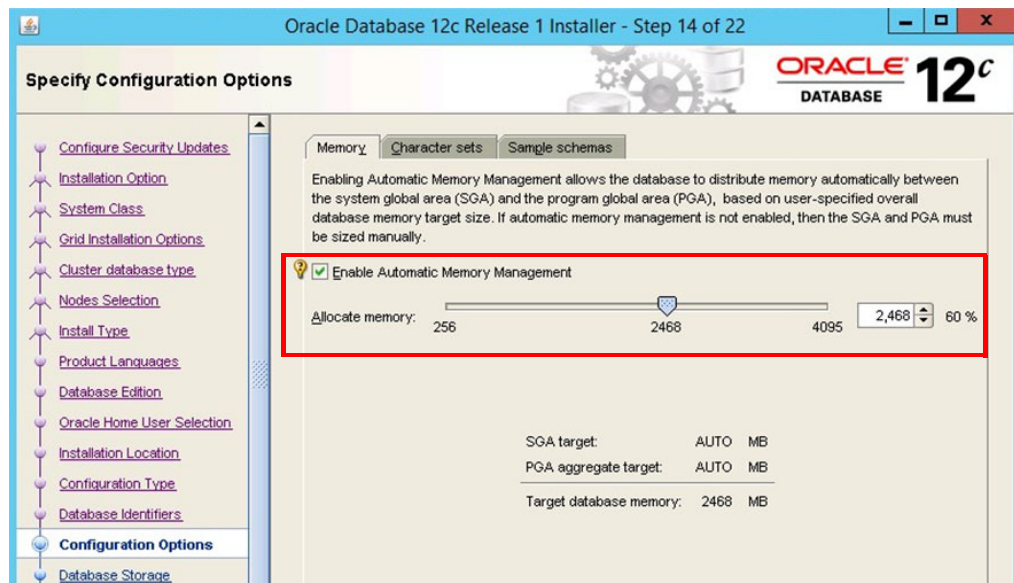 Oracle Database 12c Release 1 Installer - Step 14 of 22
Specify Configuration Options
ORACLE
DATABASE
12c
Configure Security Updates
Installation Option
System Class
Grid Installation Options
Cluster database type
Nodes Selection
Install Type
Product Languages
Database Edition
Oracle Home User Selection
Installation Location
Configuration Type
Database Identifiers
Configuration Options
Database Storage
Memory Character sets Sample schemas
Enabling Automatic Memory Management allows the database to distribute memory automatically between
the system global area (SGA) and the program global area (PGA), based on user-specified overall
database memory target size. If automatic memory management is not enabled, then the SGA and PGA must
be sized manually.
Enable Automatic Memory Management
Allocate memory: 256 2468 4095 2,468 60 %
SGA target: AUTO MB
PGA aggregate target: AUTO MB
Target database memory: 2468 MB